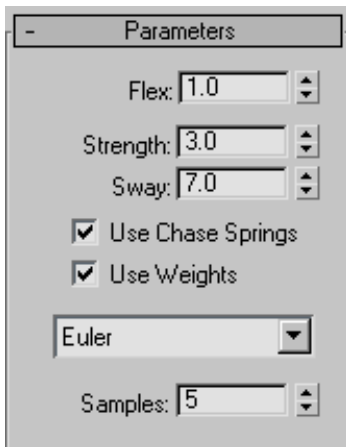 - Parameters
Flex: 1.0
Strength: 3.0
Sway: 7.0
Use Chase Springs
Use Weights
Euler
Samples: 5